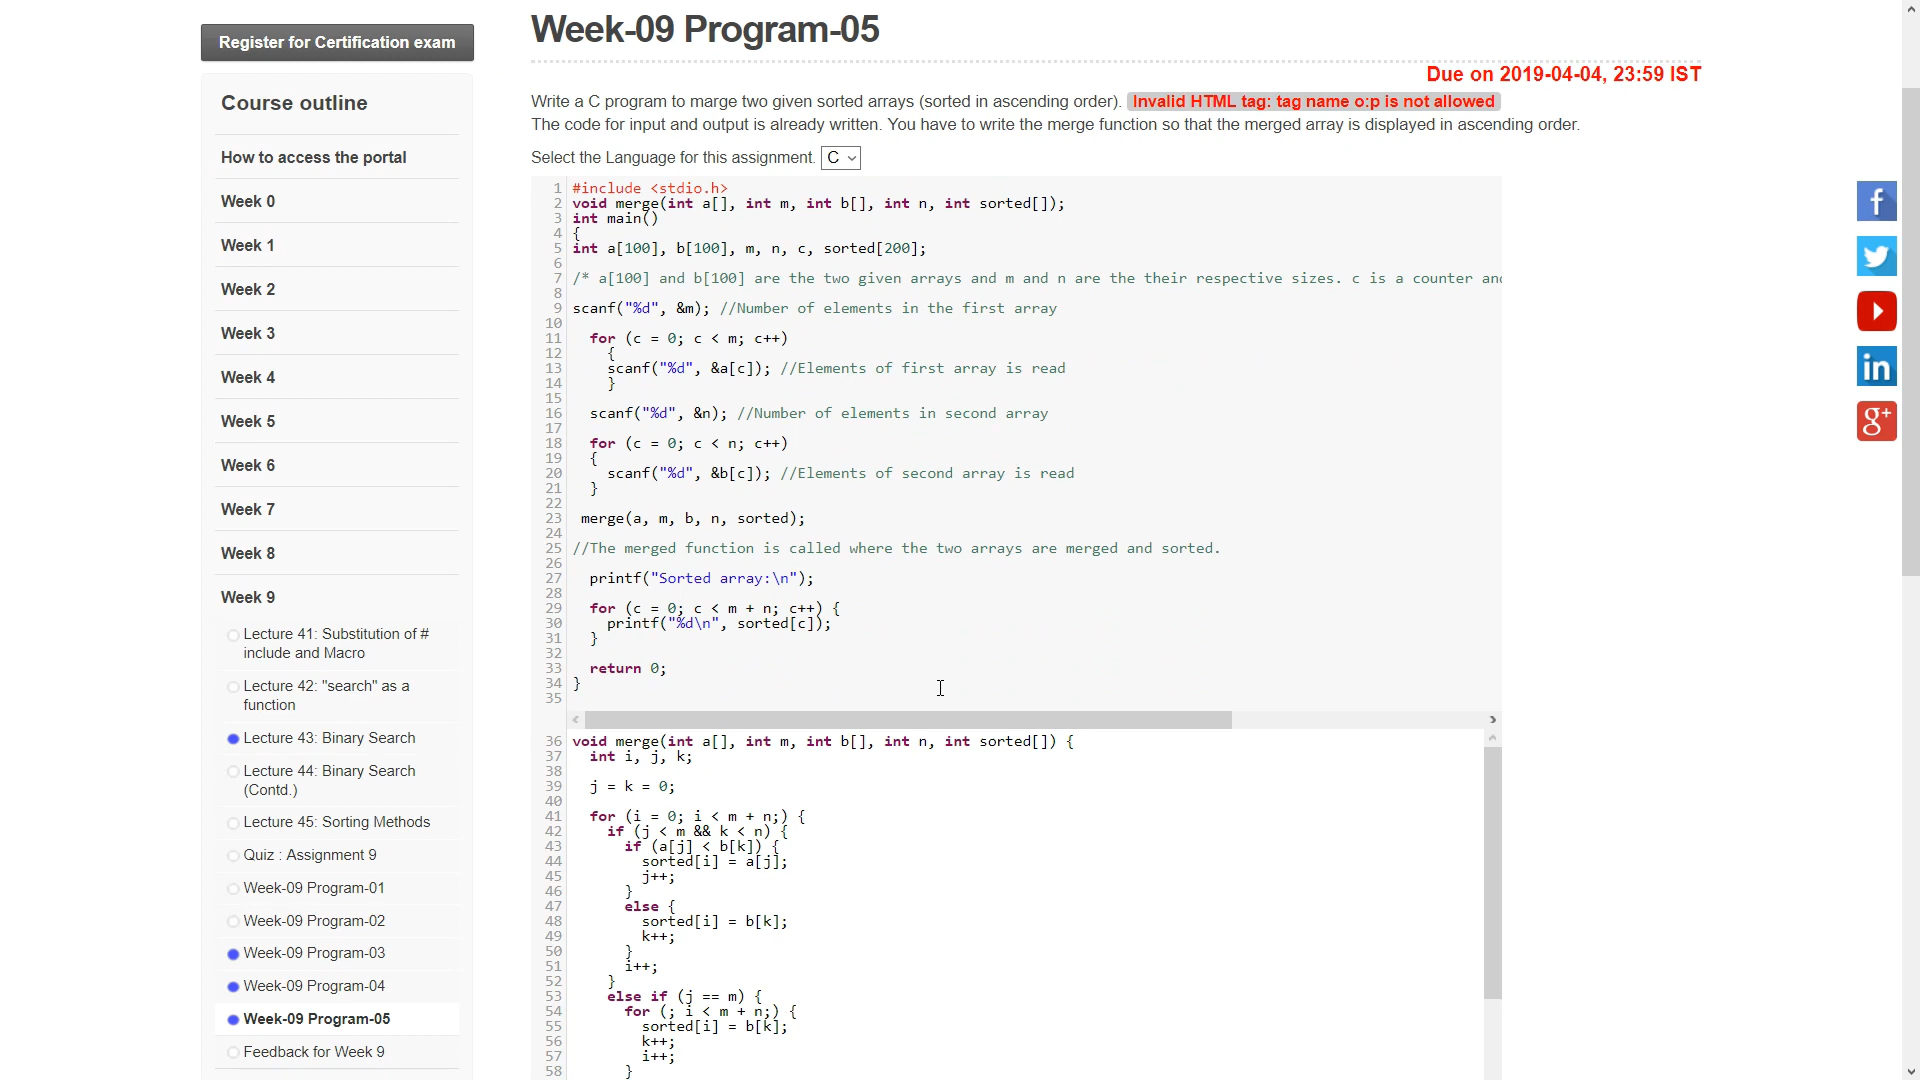 Register for Certification exam
Course outline
How to access the portal
Week 0
Week 1
Week 2
Week 3
Week 4
Week 5
Week 6
Week 7
Week 8
Week 9
Lecture 41: Substitution of #
include and Macro
Lecture 42: "search" as a
function
Lecture 43: Binary Search
Lecture 44: Binary Search
(Contd.)
Lecture 45: Sorting Methods
Quiz : Assignment 9
Week-09 Program-01
Week-09 Program-02
Week-09 Program-03
Week-09 Program-04
Week-09 Program-05
Feedback for Week 9
Week-09 Program-05
Due on 2019-04-04, 23:59 IST
Write a C program to marge two given sorted arrays (sorted in ascending order). Invalid HTML tag: tag name o:p is not allowed
The code for input and output is already written. You have to write the merge function so that the merged array is displayed in ascending order.
Select the Language for this assignment. C
1 #include <stdio.h>
2 void merge(int a[], int m, int b[], int n, int sorted[]);
3 int main()
4 {
5 int a[100], b[100], m, n, c, sorted[200];
6
7 /* a[100] and b[100] are the two given arrays and m and n are the their respective sizes. c is a counter and
8
9 scanf("%d", &m); //Number of elements in the first array
10
11 for (c = 0; c < m; c++)
12 {
13 scanf("%d", &a[c]); //Elements of first array is read
14 }
15
16 scanf("%d", &n); //Number of elements in second array
17
18 for (c = 0; c < n; c++)
19 {
20 scanf("%d", &b[c]); //Elements of second array is read
21 }
22
23 merge(a, m, b, n, sorted);
24
25 //The merged function is called where the two arrays are merged and sorted.
26
27 printf("Sorted array:\n");
28
29 for (c = 0; c < m + n; c++) {
30 printf("%d\n", sorted[c]);
31 }
32
33 return 0;
34 }
35
36 void merge(int a[], int m, int b[], int n, int sorted[]) {
37 int i, j, k;
38
39 j = k = 0;
40
41 for (i = 0; i < m + n;) {
42 if (j < m && k < n) {
43 if (a[j] < b[k]) {
44 sorted[i] = a[j];
45 j++;
46 }
47 else {
48 sorted[i] = b[k];
49 k++;
50 }
51 i++;
52 }
53 else if (j == m) {
54 for (; i < m + n;) {
55 sorted[i] = b[k];
56 k++;
57 i++;
58 }
f
in
g+